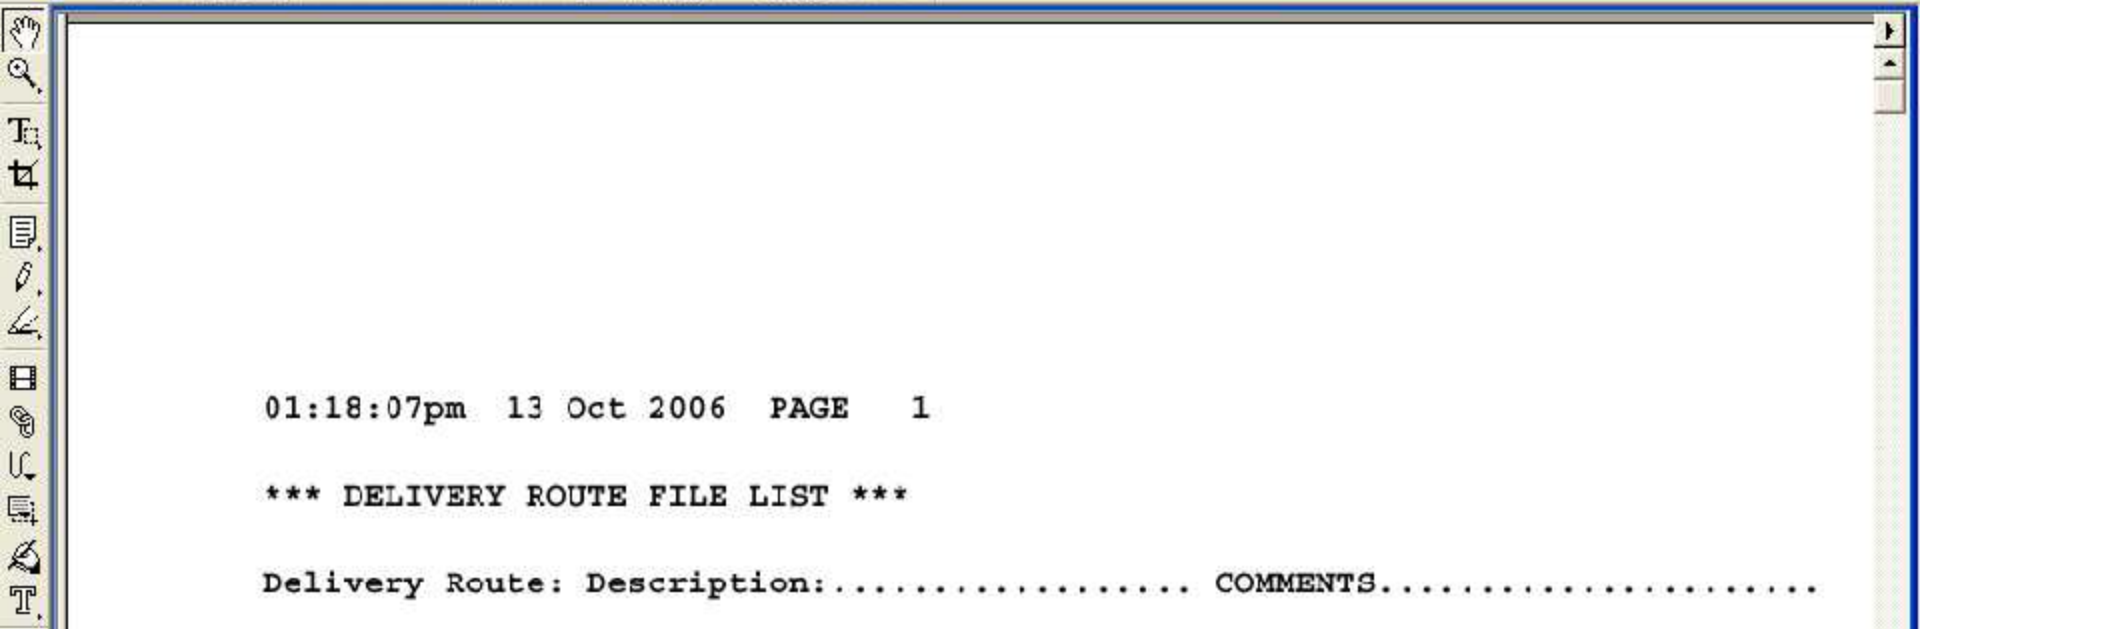 01:18:07pm  13 Oct 2006  PAGE   1
*** DELIVERY ROUTE FILE LIST ***
Delivery Route: Description:.................. COMMENTS......................